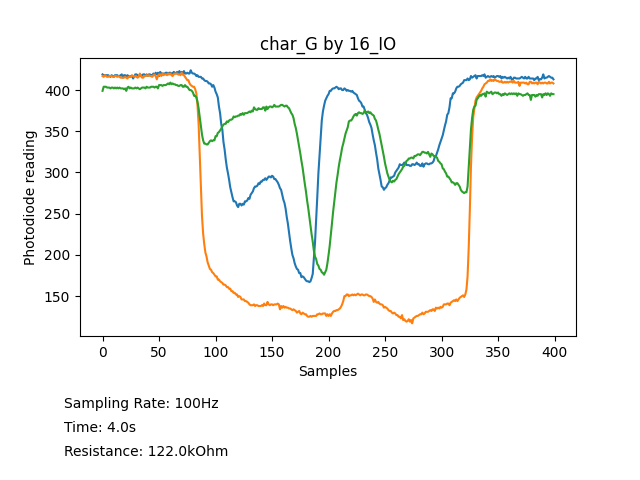 char_G by 16_IO
Photodiode reading
400
350
300
250
200
150
0 50 100 150 200 250 300 350 400
Samples
Sampling Rate: 100Hz
Time: 4.0s
Resistance: 122.0kOhm